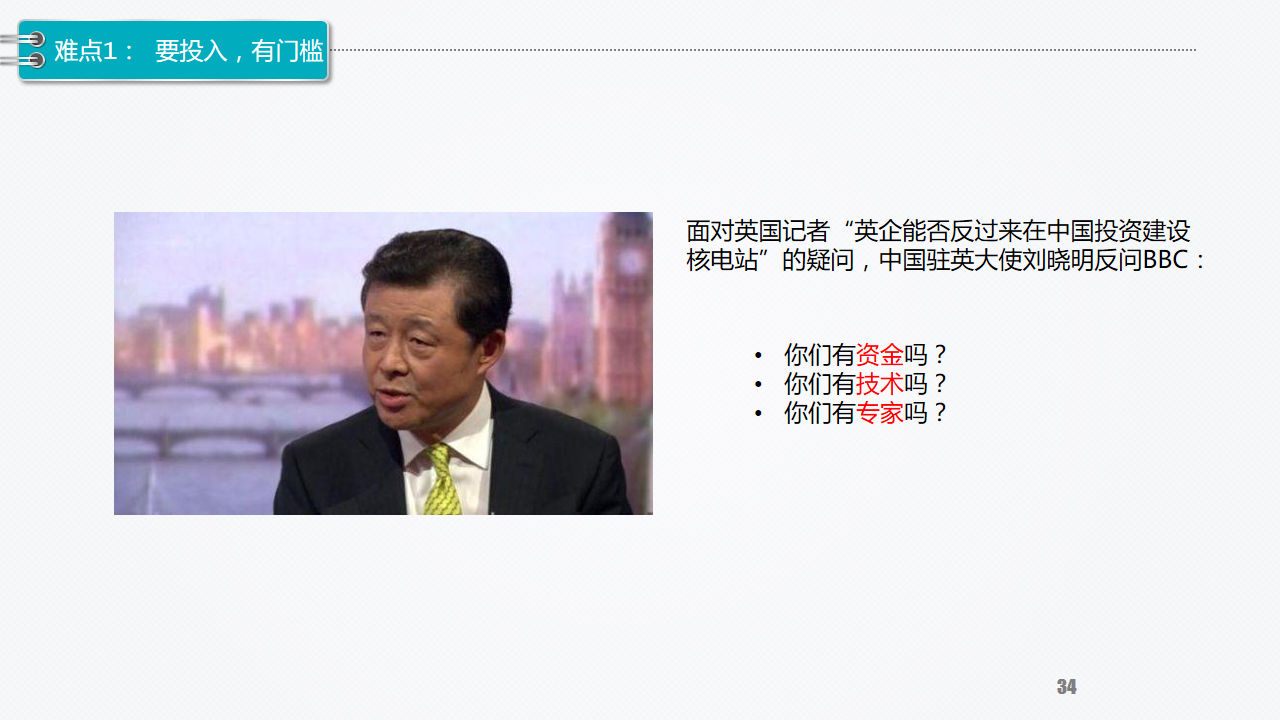 难点1： 要投入，有门槛
面对英国记者“英企能否反过来在中国投资建设
核电站”的疑问，中国驻英大使刘晓明反问BBC：
• 你们有资金吗？
• 你们有技术吗？
• 你们有专家吗？
34